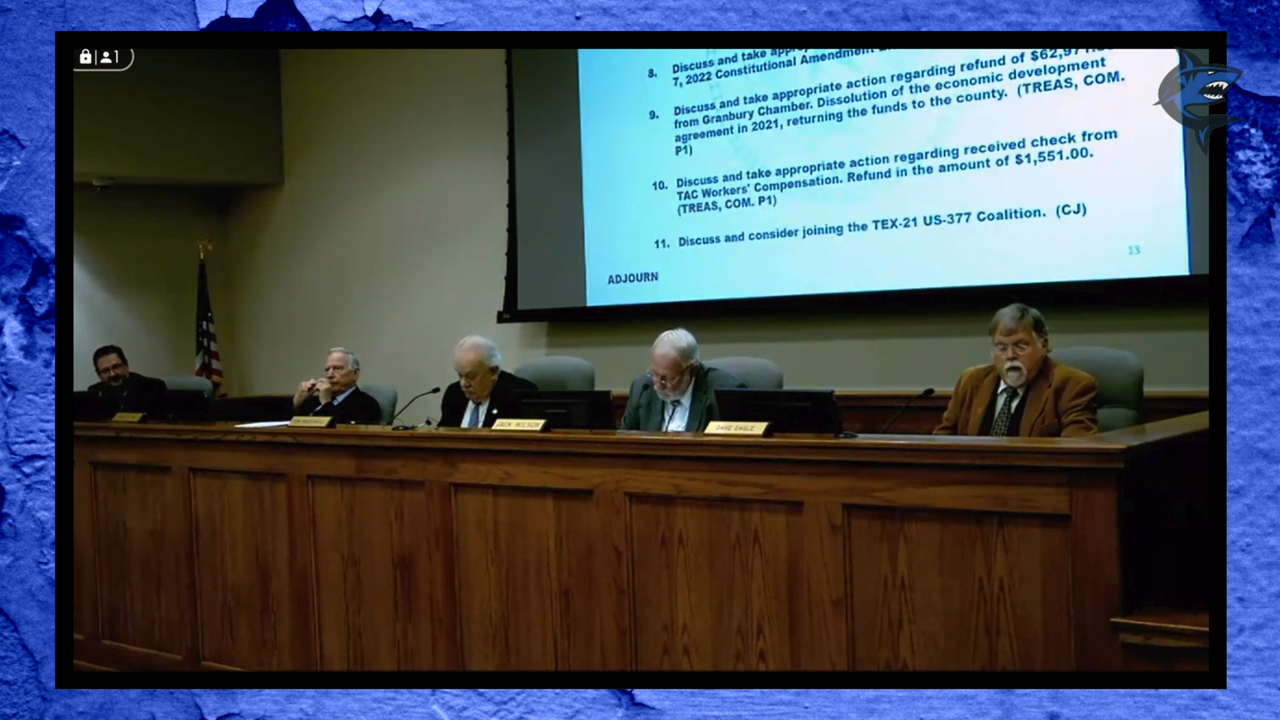 1
8. Discuss and take
7, 2022 Constitutional Amendment
9. Discuss and take appropriate action regarding refund of
from Granbury Chamber. Dissolution of the economic development
agreement in 2021, returning the funds to the county. (TREAS, COM.
P1)
10. Discuss and take appropriate action regarding received check from
TAC Workers' Compensation. Refund in the amount of $1,551.00.
(TREAS, COM. P1)
11. Discuss and consider joining the TEX-21 US-377 Coalition. (CJ)
13
ADJOURN
JACK WILSON
DAVE EAGLE